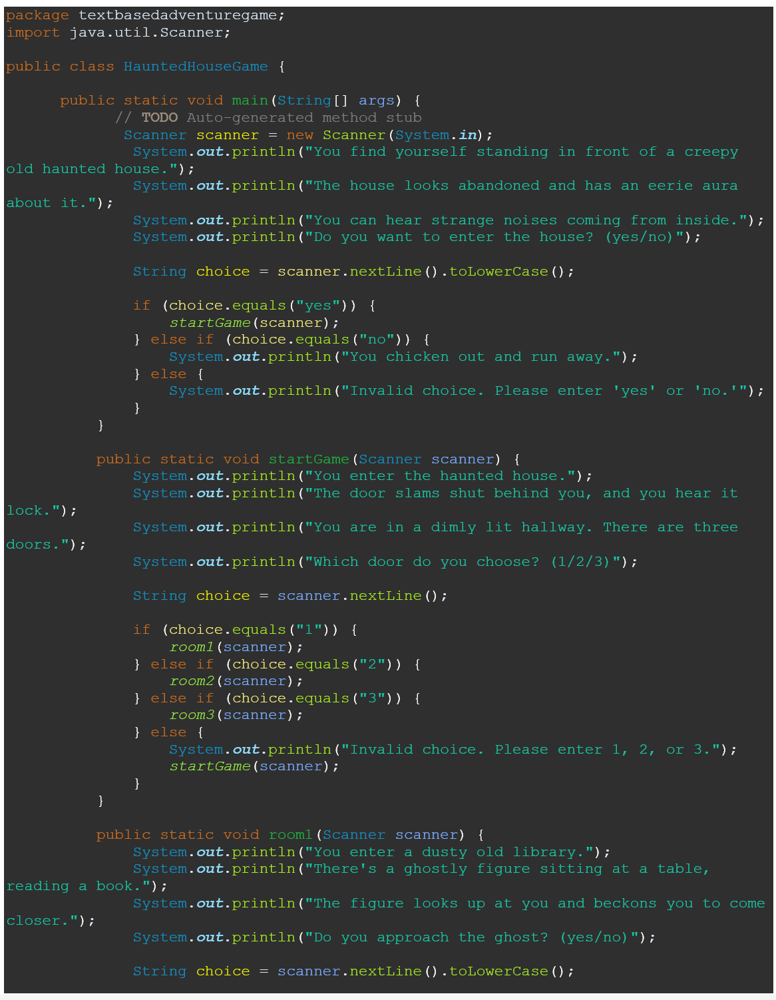 package textbasedadventuregame;
import java.util.Scanner;

public class HauntedHouseGame {

      public static void main(String[] args) {
            // TODO Auto-generated method stub
             Scanner scanner = new Scanner(System.in);
              System.out.println("You find yourself standing in front of a creepy
old haunted house.");
              System.out.println("The house looks abandoned and has an eerie aura
about it.");
              System.out.println("You can hear strange noises coming from inside.");
              System.out.println("Do you want to enter the house? (yes/no)");

              String choice = scanner.nextLine().toLowerCase();

              if (choice.equals("yes")) {
                  startGame(scanner);
              } else if (choice.equals("no")) {
                  System.out.println("You chicken out and run away.");
              } else {
                  System.out.println("Invalid choice. Please enter 'yes' or 'no.'");
              }
          }

          public static void startGame(Scanner scanner) {
              System.out.println("You enter the haunted house.");
              System.out.println("The door slams shut behind you, and you hear it
lock.");
              System.out.println("You are in a dimly lit hallway. There are three
doors.");
              System.out.println("Which door do you choose? (1/2/3)");

              String choice = scanner.nextLine();

              if (choice.equals("1")) {
                  room1(scanner);
              } else if (choice.equals("2")) {
                  room2(scanner);
              } else if (choice.equals("3")) {
                  room3(scanner);
              } else {
                  System.out.println("Invalid choice. Please enter 1, 2, or 3.");
                  startGame(scanner);
              }
          }

          public static void room1(Scanner scanner) {
              System.out.println("You enter a dusty old library.");
              System.out.println("There's a ghostly figure sitting at a table,
reading a book.");
              System.out.println("The figure looks up at you and beckons you to come
closer.");
              System.out.println("Do you approach the ghost? (yes/no)");

              String choice = scanner.nextLine().toLowerCase();